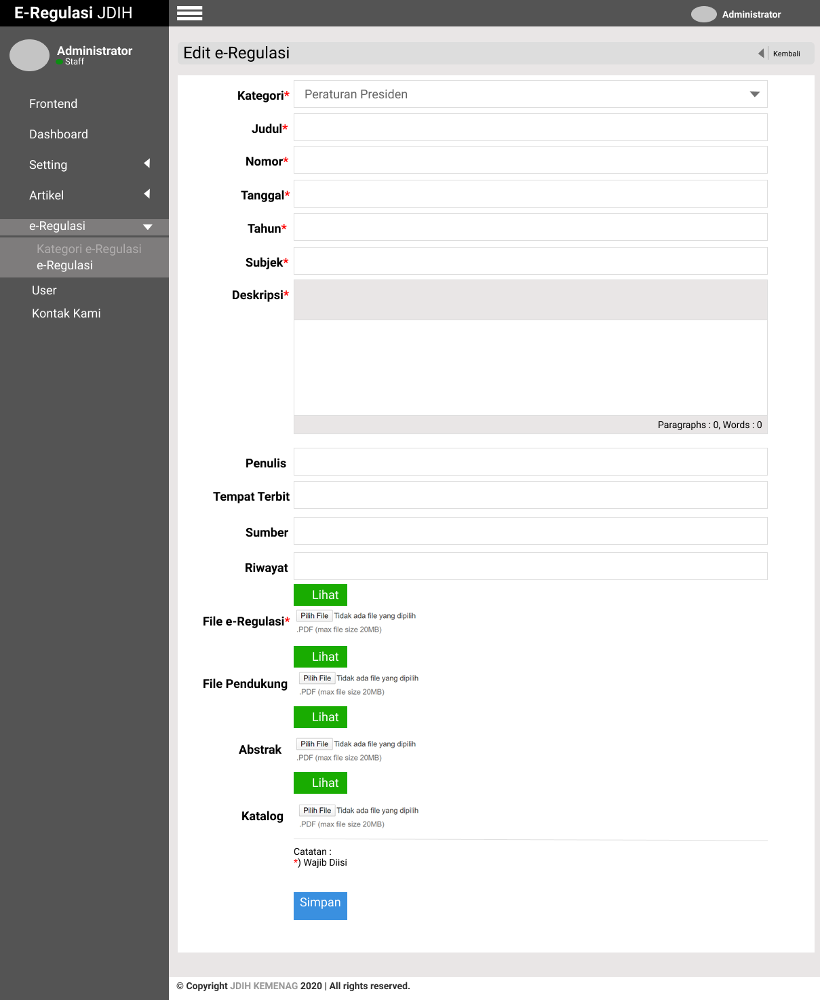 E-Regulasi JDIH
Administrator
Administrator
Staff
Frontend
Dashboard
Setting
Artikel
e-Regulasi
Kategori e-Regulasi
e-Regulasi
User
Kontak Kami
Edit e-Regulasi
Kembali
Kategori* Peraturan Presiden
Judul*
Nomor*
Tanggal*
Tahun*
Subjek*
Deskripsi*
Paragraphs : 0, Words : 0
Penulis
Tempat Terbit
Sumber
Riwayat
Lihat
File e-Regulasi* Pilih File Tidak ada file yang dipilih
.PDF (max file size 20MB)
Lihat
File Pendukung Pilih File Tidak ada file yang dipilih
.PDF (max file size 20MB)
Lihat
Abstrak Pilih File Tidak ada file yang dipilih
.PDF (max file size 20MB)
Lihat
Katalog Pilih File Tidak ada file yang dipilih
.PDF (max file size 20MB)
Catatan :
*) Wajib Diisi
Simpan
© Copyright JDIH KEMENAG 2020 | All rights reserved.